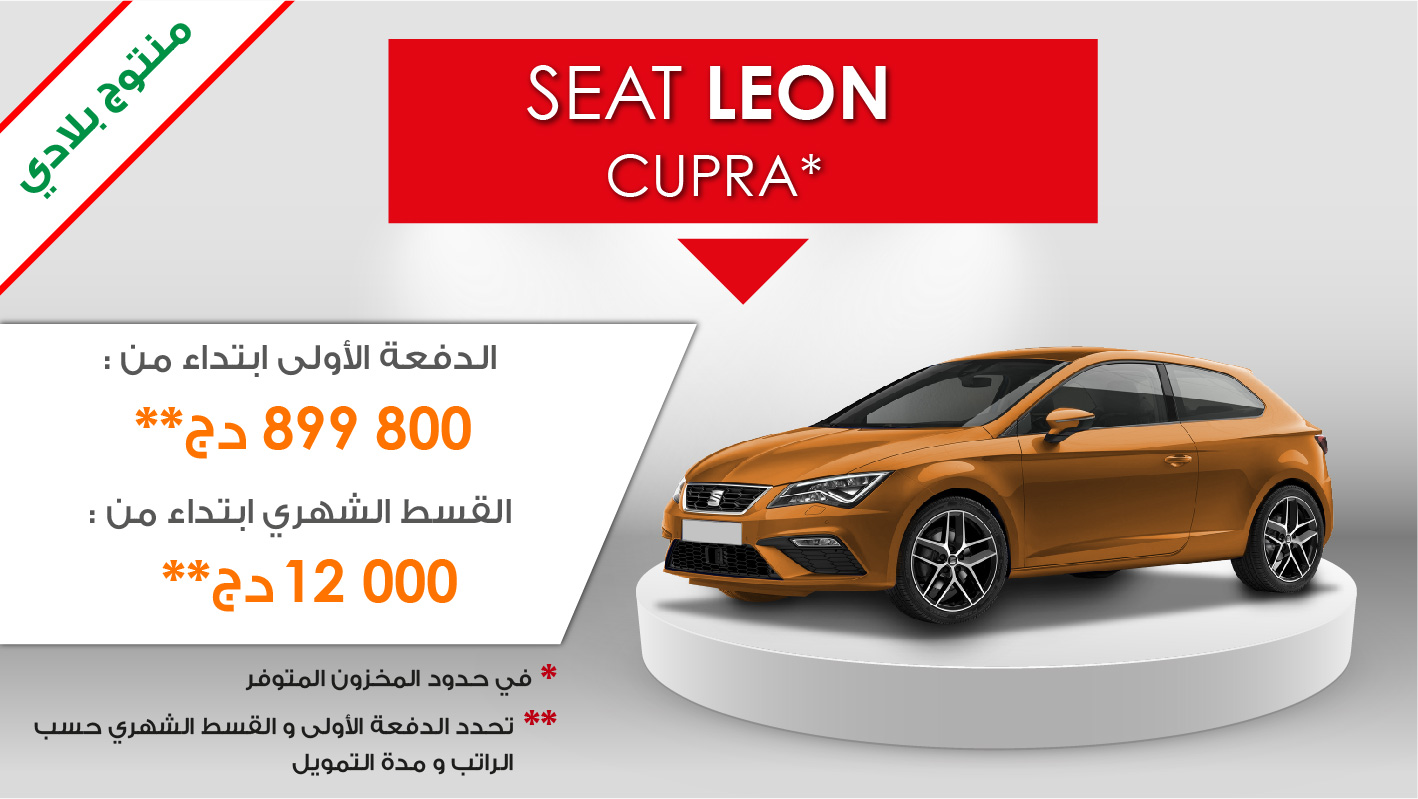 منتوج بلادي
SEAT LEON
CUPRA*
الدفعة الأولى ابتداء من :
899 800 دج**
القسط الشهري ابتداء من :
12 000 دج**
* في حدود المخزون المتوفر
** تحدد الدفعة الأولى و القسط الشهري حسب
الراتب و مدة التمويل